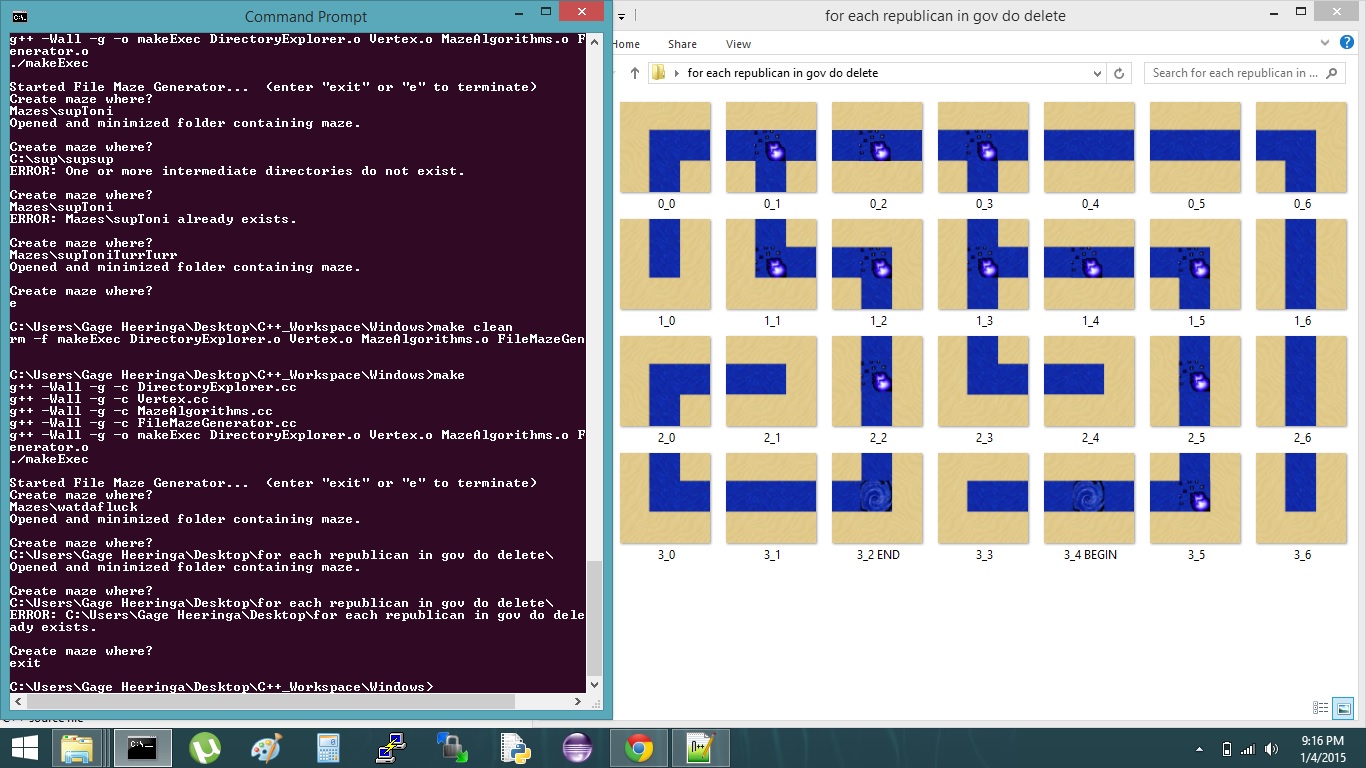 Command Prompt
g++ -Wall -g -o makeExec DirectoryExplorer.o Vertex.o MazeAlgorithms.o F
enerator.o
./makeExec
Started File Maze Generator...  (enter "exit" or "e" to terminate)
Create maze where?
Mazes\supToni
Opened and minimized folder containing maze.
Create maze where?
C:\sup\supsup
ERROR: One or more intermediate directories do not exist.
Create maze where?
Mazes\supToni
ERROR: Mazes\supToni already exists.
Create maze where?
Mazes\supToniTurrTurr
Opened and minimized folder containing maze.
Create maze where?
e
C:\Users\Gage Heeringa\Desktop\C++_Workspace\Windows>make clean
rm -f makeExec DirectoryExplorer.o Vertex.o MazeAlgorithms.o FileMazeGen
C:\Users\Gage Heeringa\Desktop\C++_Workspace\Windows>make
g++ -Wall -g -c DirectoryExplorer.cc
g++ -Wall -g -c Vertex.cc
g++ -Wall -g -c MazeAlgorithms.cc
g++ -Wall -g -c FileMazeGenerator.cc
g++ -Wall -g -o makeExec DirectoryExplorer.o Vertex.o MazeAlgorithms.o F
enerator.o
./makeExec
Started File Maze Generator...  (enter "exit" or "e" to terminate)
Create maze where?
Mazes\watdafluck
Opened and minimized folder containing maze.
Create maze where?
C:\Users\Gage Heeringa\Desktop\for each republican in gov do delete\
Opened and minimized folder containing maze.
Create maze where?
C:\Users\Gage Heeringa\Desktop\for each republican in gov do delete\
ERROR: C:\Users\Gage Heeringa\Desktop\for each republican in gov do dele
ady exists.
Create maze where?
exit
C:\Users\Gage Heeringa\Desktop\C++_Workspace\Windows>
for each republican in gov do delete
Home Share View
for each republican in gov do delete
Search for each republican in ...
0_0 0_1 0_2 0_3 0_4 0_5 0_6
1_0 1_1 1_2 1_3 1_4 1_5 1_6
2_0 2_1 2_2 2_3 2_4 2_5 2_6
3_0 3_1 3_2 END 3_3 3_4 BEGIN 3_5 3_6
9:16 PM
1/4/2015